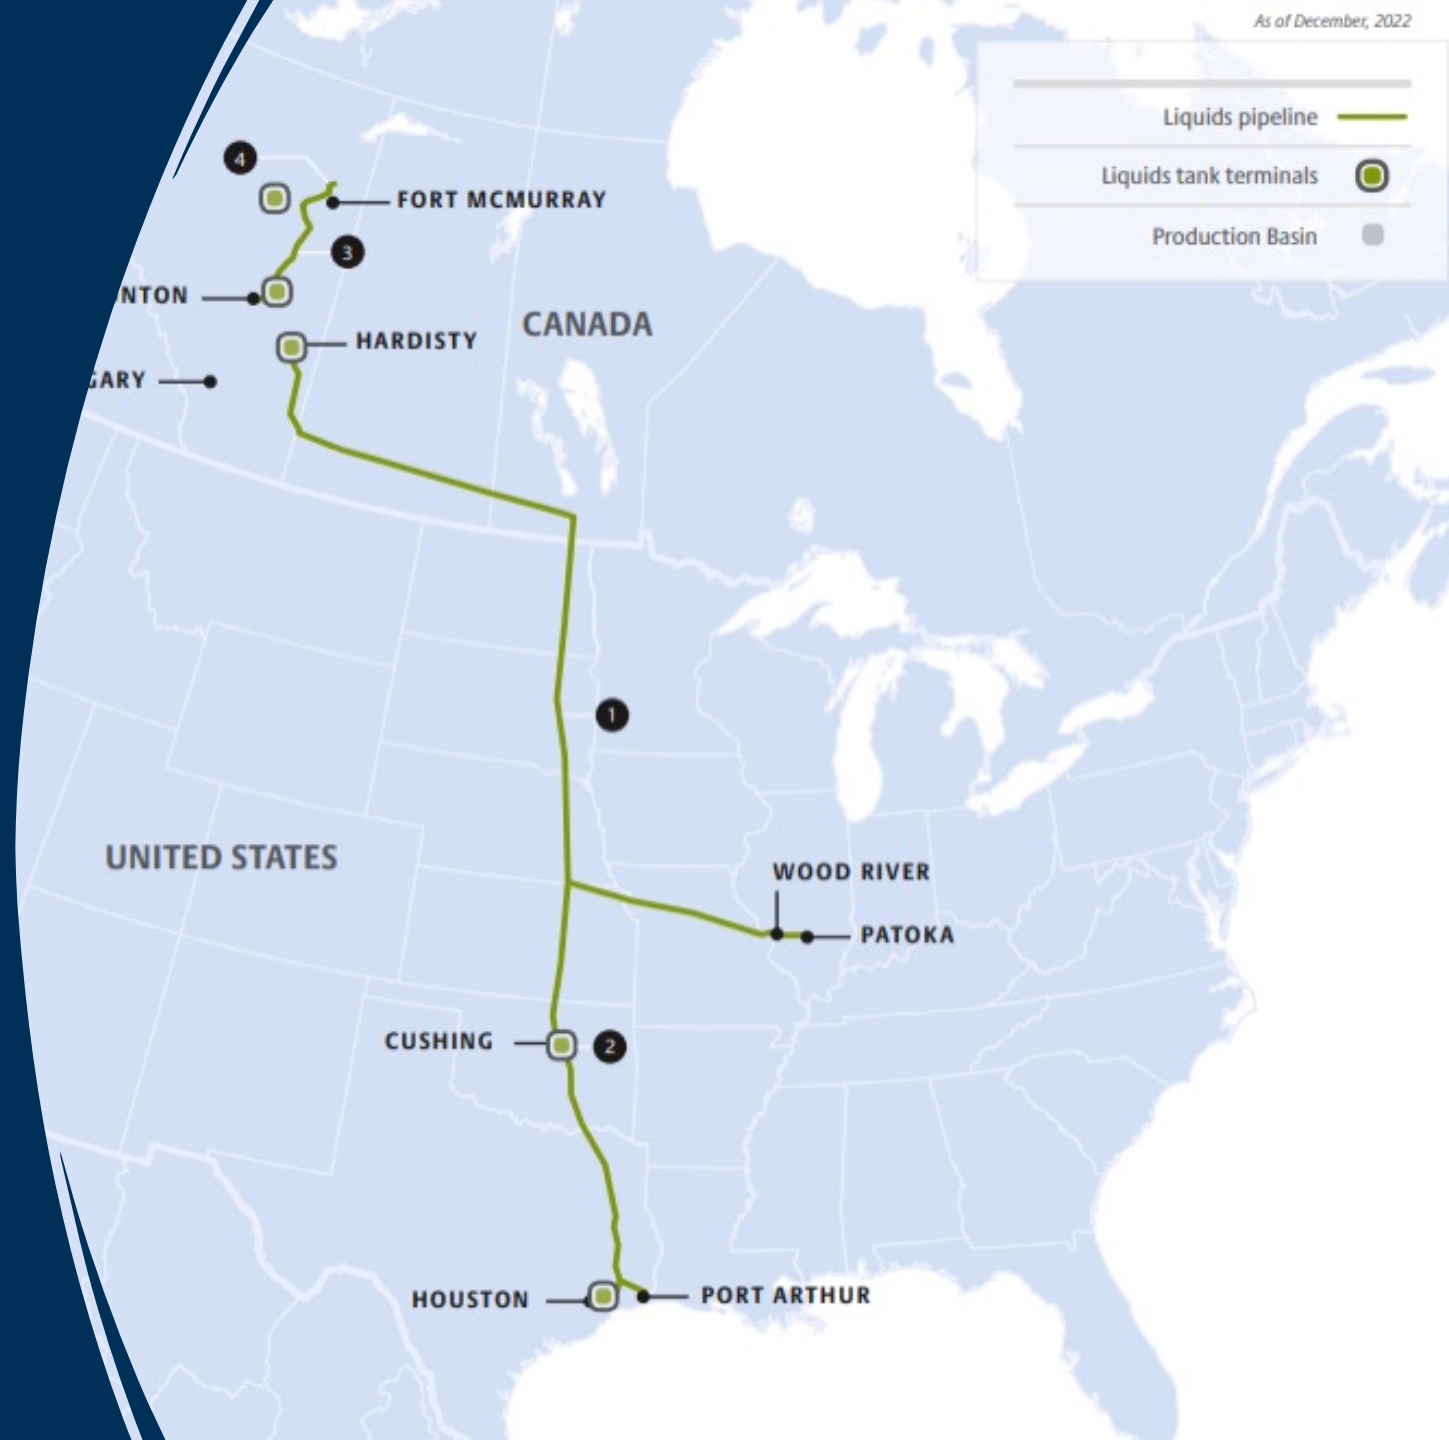 As of December, 2022
Liquids pipeline
Liquids tank terminals
Production Basin
4
FORT MCMURRAY
3
NTON
HARDISTY
CANADA
GARY
1
UNITED STATES
WOOD RIVER
PATOKA
CUSHING
2
HOUSTON
PORT ARTHUR